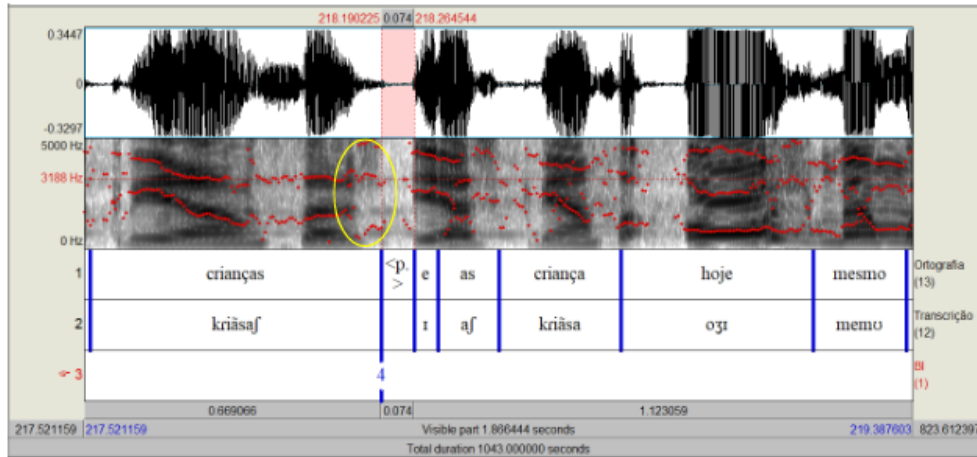 218.190225 0.074 218.264544
0.3447
0
-0.3297
5000 Hz
3188 Hz
0 Hz
1 crianças <p. > e as criança hoje mesmo Ortografia (13)
2 kɾiãsaʃ ɪ aʃ kɾiãsa oʒɪ memʊ Transcrição (12)
3 4 BI (1)
0.669066 0.074 1.123059
217.521159 217.521159 Visible part 1.866444 seconds 219.387603 823.612397
Total duration 1043.000000 seconds